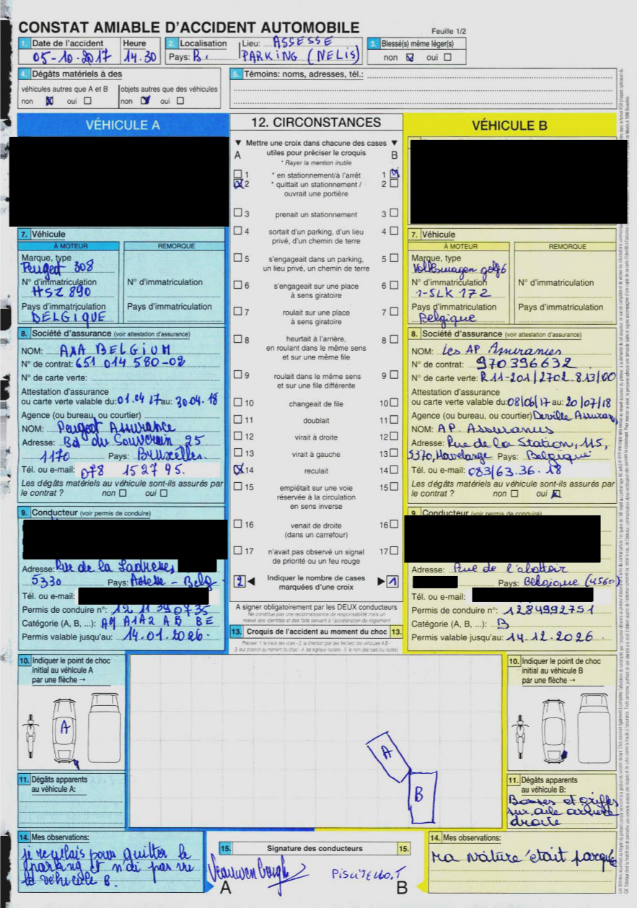 CONSTAT AMIABLE D'ACCIDENT AUTOMOBILE
Feuille 1/2
1. Date de l'accident Heure
05-10-2017 14.30
2. Localisation Lieu: ASSESSE
Pays: B. PARKING (NELIS)
3. Blessé(s) même léger(s)
non oui
4. Dégâts matériels à des
véhicules autres que A et B objets autres que des véhicules
non oui non oui
5. Témoins: noms, adresses, tél.:
VÉHICULE A
7. Véhicule
À MOTEUR REMORQUE
Marque, type
Peugeot 308
N° d'immatriculation N° d'immatriculation
HSZ 890
Pays d'immatriculation Pays d'immatriculation
BELGIQUE
8. Société d'assurance (voir attestation d'assurance)
NOM: AXA BELGIUM
N° de contrat: 651 014 580-02
N° de carte verte:
Attestation d'assurance
ou carte verte valable du: 01.04.17 au: 30.04.18
Agence (ou bureau, ou courtier)
NOM: Peugeot Assurance
Adresse: Bd du Souverain 25
1170 Pays: Bruxelles
Tél. ou e-mail: 078 152795.
Les dégâts matériels au véhicule sont-ils assurés par
le contrat ? non oui
9. Conducteur (voir permis de conduire)
Adresse: Rue de la
5330 Pays: Assesse - Belg
Tél. ou e-mail:
Permis de conduire n°:
Catégorie (A, B, ...): AM A1 A2 A B BE
Permis valable jusqu'au: 14.01.2026.
12. CIRCONSTANCES
Mettre une croix dans chacune des cases
A utiles pour préciser le croquis B
* Rayer la mention inutile
1 * en stationnement/à l'arrêt 1
2 * quittait un stationnement / 2
ouvrait une portière
3 prenait un stationnement 3
4 sortait d'un parking, d'un lieu 4
privé, d'un chemin de terre
5 s'engageait dans un parking, 5
un lieu privé, un chemin de terre
6 s'engageait sur une place 6
à sens giratoire
7 roulait sur une place 7
à sens giratoire
8 heurtait à l'arrière, 8
en roulant dans le même sens
et sur une même file
9 roulait dans le même sens 9
et sur une file différente
10 changeait de file 10
11 doublait 11
12 virait à droite 12
13 virait à gauche 13
14 reculait 14
15 empiétait sur une voie 15
réservée à la circulation
en sens inverse
16 venait de droite 16
(dans un carrefour)
17 n'avait pas observé un signal 17
de priorité ou un feu rouge
2 Indiquer le nombre de cases 1
marquées d'une croix
A signer obligatoirement par les DEUX conducteurs
VÉHICULE B
7. Véhicule
À MOTEUR REMORQUE
Marque, type
Volkswagen golf6
N° d'immatriculation N° d'immatriculation
1-SLK 172
Pays d'immatriculation Pays d'immatriculation
Belgique
8. Société d'assurance (voir attestation d'assurance)
NOM: Les AP Assurances
N° de contrat: 970396632
N° de carte verte: R11-201/2702 8.13/00
Attestation d'assurance
ou carte verte valable du: 08/06/17 au: 20/07/18
Agence (ou bureau, ou courtier) Deville
NOM: A P. Assurances
Adresse: Rue de la Station, 115,
5370, Havelange Pays: Belgique
Tél. ou e-mail: 083/63.36.18
Les dégâts matériels au véhicule sont-ils assurés par
le contrat ? non oui
9. Conducteur (voir permis de conduire)
Adresse: Rue de l'abattoir
Pays: Belgique (4560)
Tél. ou e-mail:
Permis de conduire n°: 1284992751
Catégorie (A, B, ...): B
Permis valable jusqu'au: 14.12.2026.
10. Indiquer le point de choc
initial au véhicule A
par une flèche →
A
11. Dégâts apparents
au véhicule A:
13. Croquis de l'accident au moment du choc 13.
A
B
10. Indiquer le point de choc
initial au véhicule B
par une flèche →
11. Dégâts apparents
au véhicule B:
Bosses et griffes
sur aile arrière
droite
14. Mes observations:
je reculais pour quitter le
parking et n'ai pas vu
le véhicule B.
15. Signature des conducteurs 15.
A B
14. Mes observations:
Ma voiture était parquée